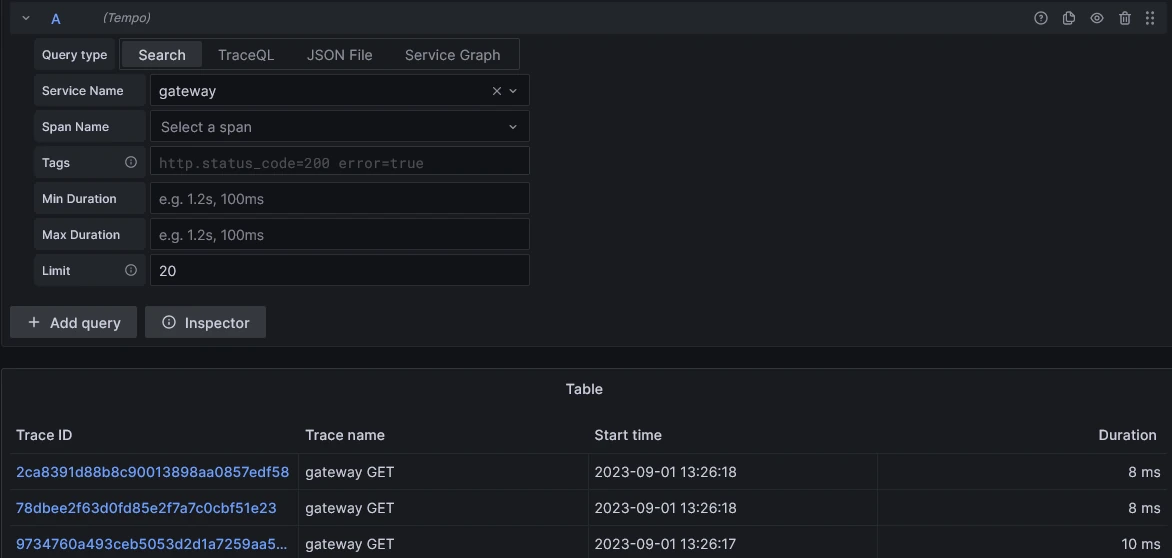 A (Tempo)
Query type Search TraceQL JSON File Service Graph
Service Name gateway
Span Name Select a span
Tags http.status_code=200 error=true
Min Duration e.g. 1.2s, 100ms
Max Duration e.g. 1.2s, 100ms
Limit 20
+ Add query Inspector
Table
Trace ID Trace name Start time Duration
2ca8391d88b8c90013898aa0857edf58 gateway GET 2023-09-01 13:26:18 8 ms
78dbee2f63d0fd85e2f7a7c0cbf51e23 gateway GET 2023-09-01 13:26:18 8 ms
9734760a493ceb5053d2d1a7259aa5... gateway GET 2023-09-01 13:26:17 10 ms